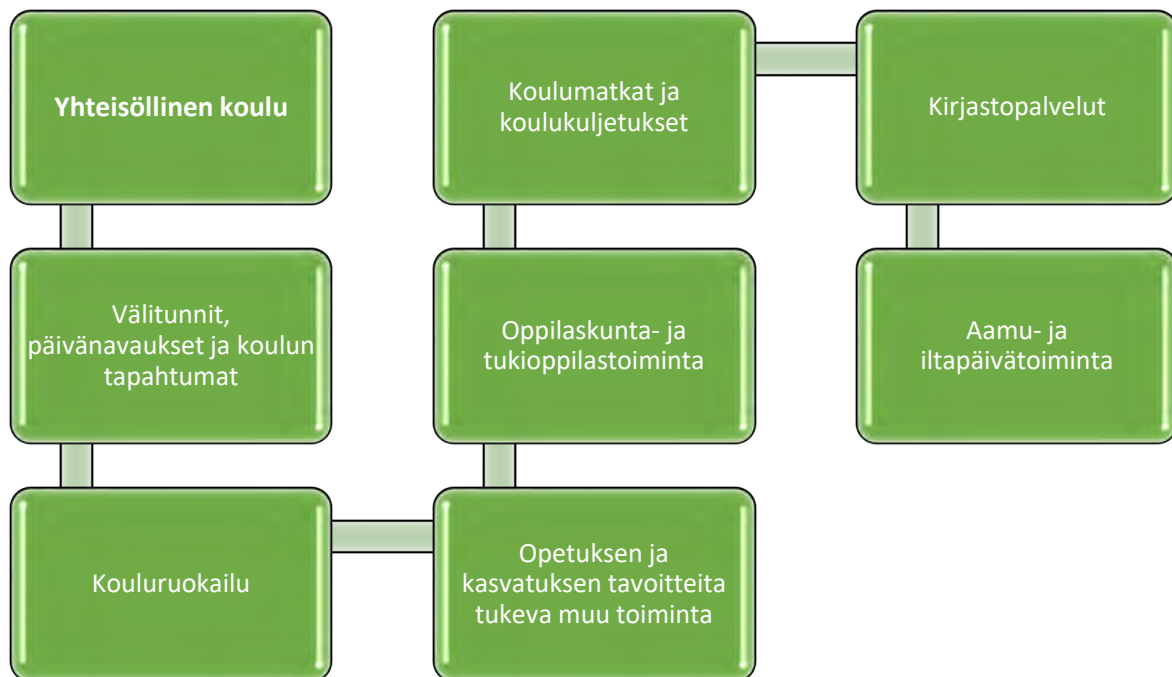 Yhteisöllinen koulu
Välitunnit,
päivänavaukset ja koulun
tapahtumat
Kouluruokailu
Opetuksen ja
kasvatuksen tavoitteita
tukeva muu toiminta
Oppilaskunta- ja
tukioppilastoiminta
Koulumatkat ja
koulukuljetukset
Kirjastopalvelut
Aamu- ja
iltapäivätoiminta